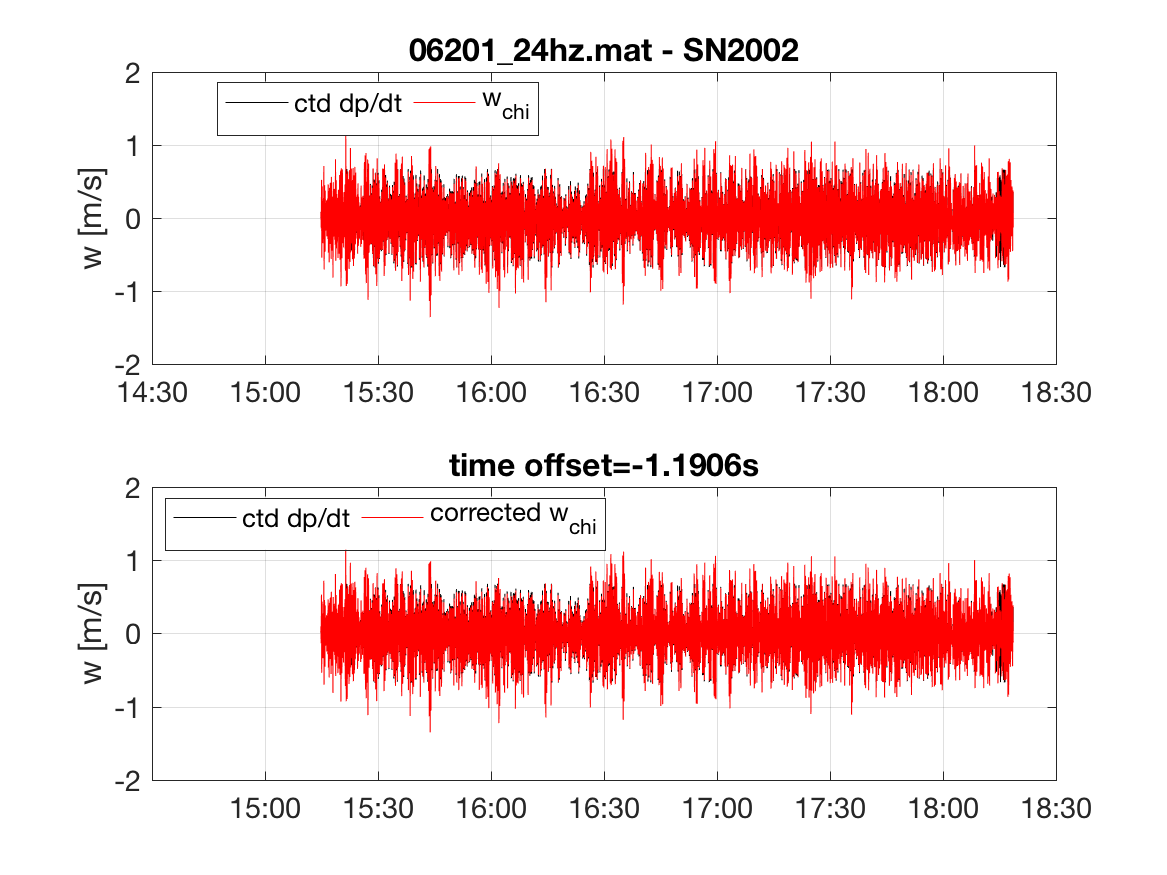 06201_24hz.mat - SN2002
ctd dp/dt w_chi
w [m/s]
2
1
0
-1
-2
14:30 15:00 15:30 16:00 16:30 17:00 17:30 18:00 18:30
time offset=-1.1906s
ctd dp/dt corrected w_chi
w [m/s]
2
1
0
-1
-2
15:00 15:30 16:00 16:30 17:00 17:30 18:00 18:30